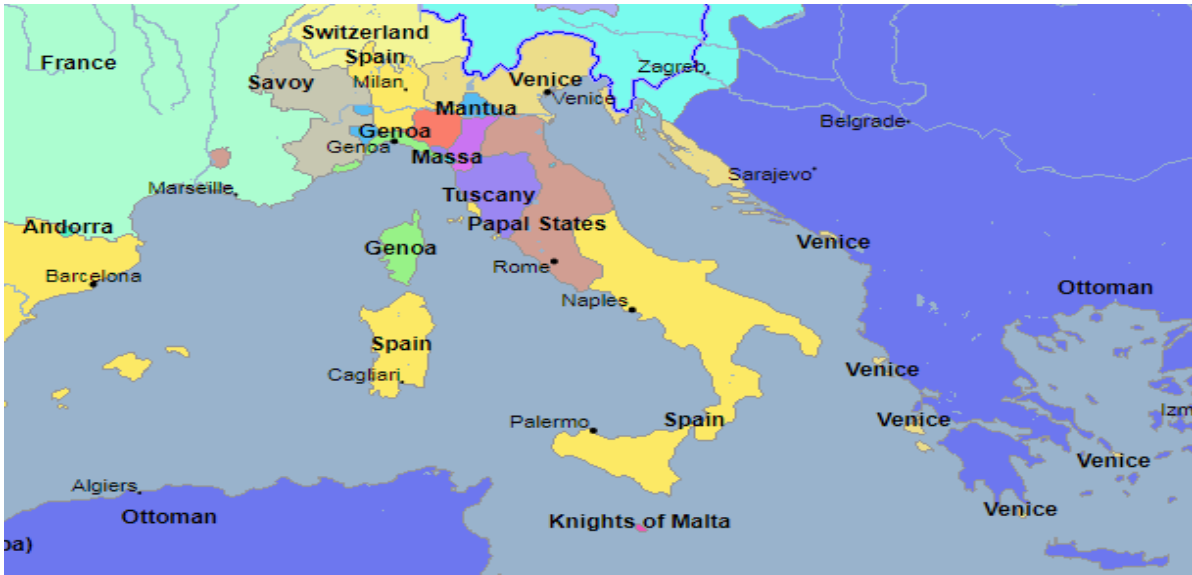 Switzerland
France
Spain
Zagreb
Savoy
Milan
Venice
Venice
Mantua
Belgrade
Genoa
Genoa
Massa
Sarajevo
Marseille
Tuscany
Andorra
Papal States
Venice
Genoa
Rome
Barcelona
Ottoman
Naples
Spain
Venice
Cagliari
Izm
Palermo
Spain
Venice
Venice
Algiers
Ottoman
Knights of Malta
Venice
pa)